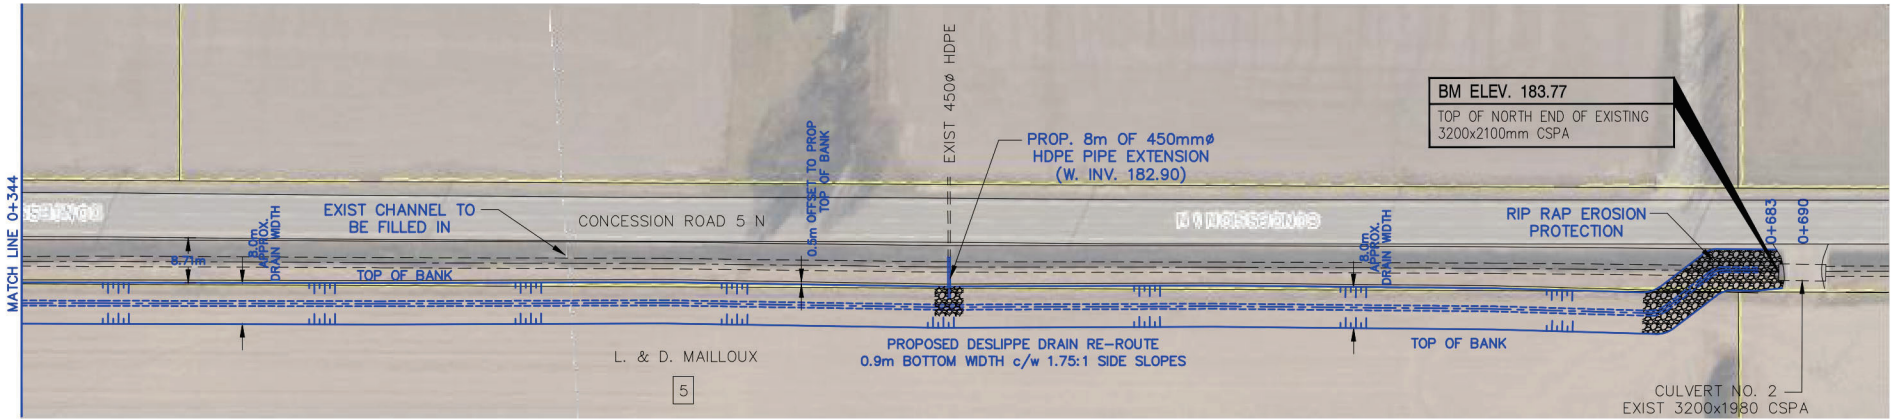 MATCH LINE 0+344
8.71m
8.0m
APPROX.
DRAIN WIDTH
EXIST CHANNEL TO
BE FILLED IN
TOP OF BANK
CONCESSION ROAD 5 N
0.5m OFFSET TO PROP
TOP OF BANK
EXIST 450ø HDPE
PROP. 8m OF 450mmø
HDPE PIPE EXTENSION
(W. INV. 182.90)
BM ELEV. 183.77
TOP OF NORTH END OF EXISTING
3200x2100mm CSPA
8.0m
APPROX.
DRAIN WIDTH
RIP RAP EROSION
PROTECTION
0+683
0+690
L. & D. MAILLOUX
5
PROPOSED DESLIPPE DRAIN RE-ROUTE
0.9m BOTTOM WIDTH c/w 1.75:1 SIDE SLOPES
TOP OF BANK
CULVERT NO. 2
EXIST 3200x1980 CSPA